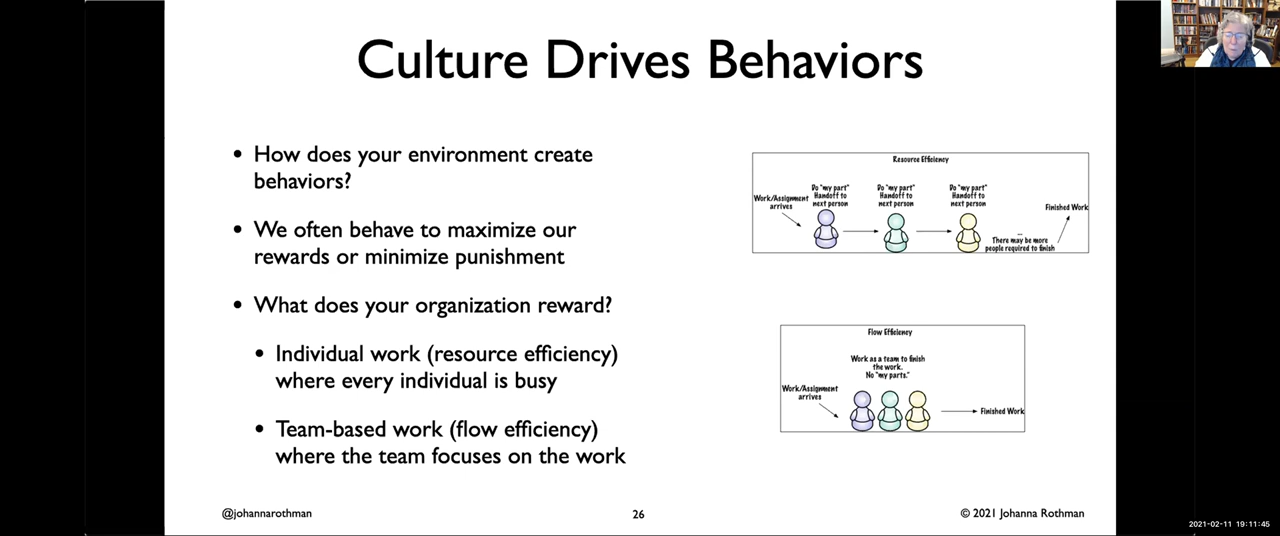 Culture Drives Behaviors
• How does your environment create
behaviors?
• We often behave to maximize our
rewards or minimize punishment
• What does your organization reward?
• Individual work (resource efficiency)
where every individual is busy
• Team-based work (flow efficiency)
where the team focuses on the work
Resource Efficiency
Work/Assignment
arrives
Do "my part"
Handoff to
next person
Do "my part"
Handoff to
next person
Do "my part"
Handoff to
next person
...
There may be more
people required to finish
Finished Work
Flow Efficiency
Work as a team to finish
the work.
No "my parts."
Work/Assignment
arrives
Finished Work
@johannarothman
26
© 2021 Johanna Rothman
2021-02-11 19:11:45